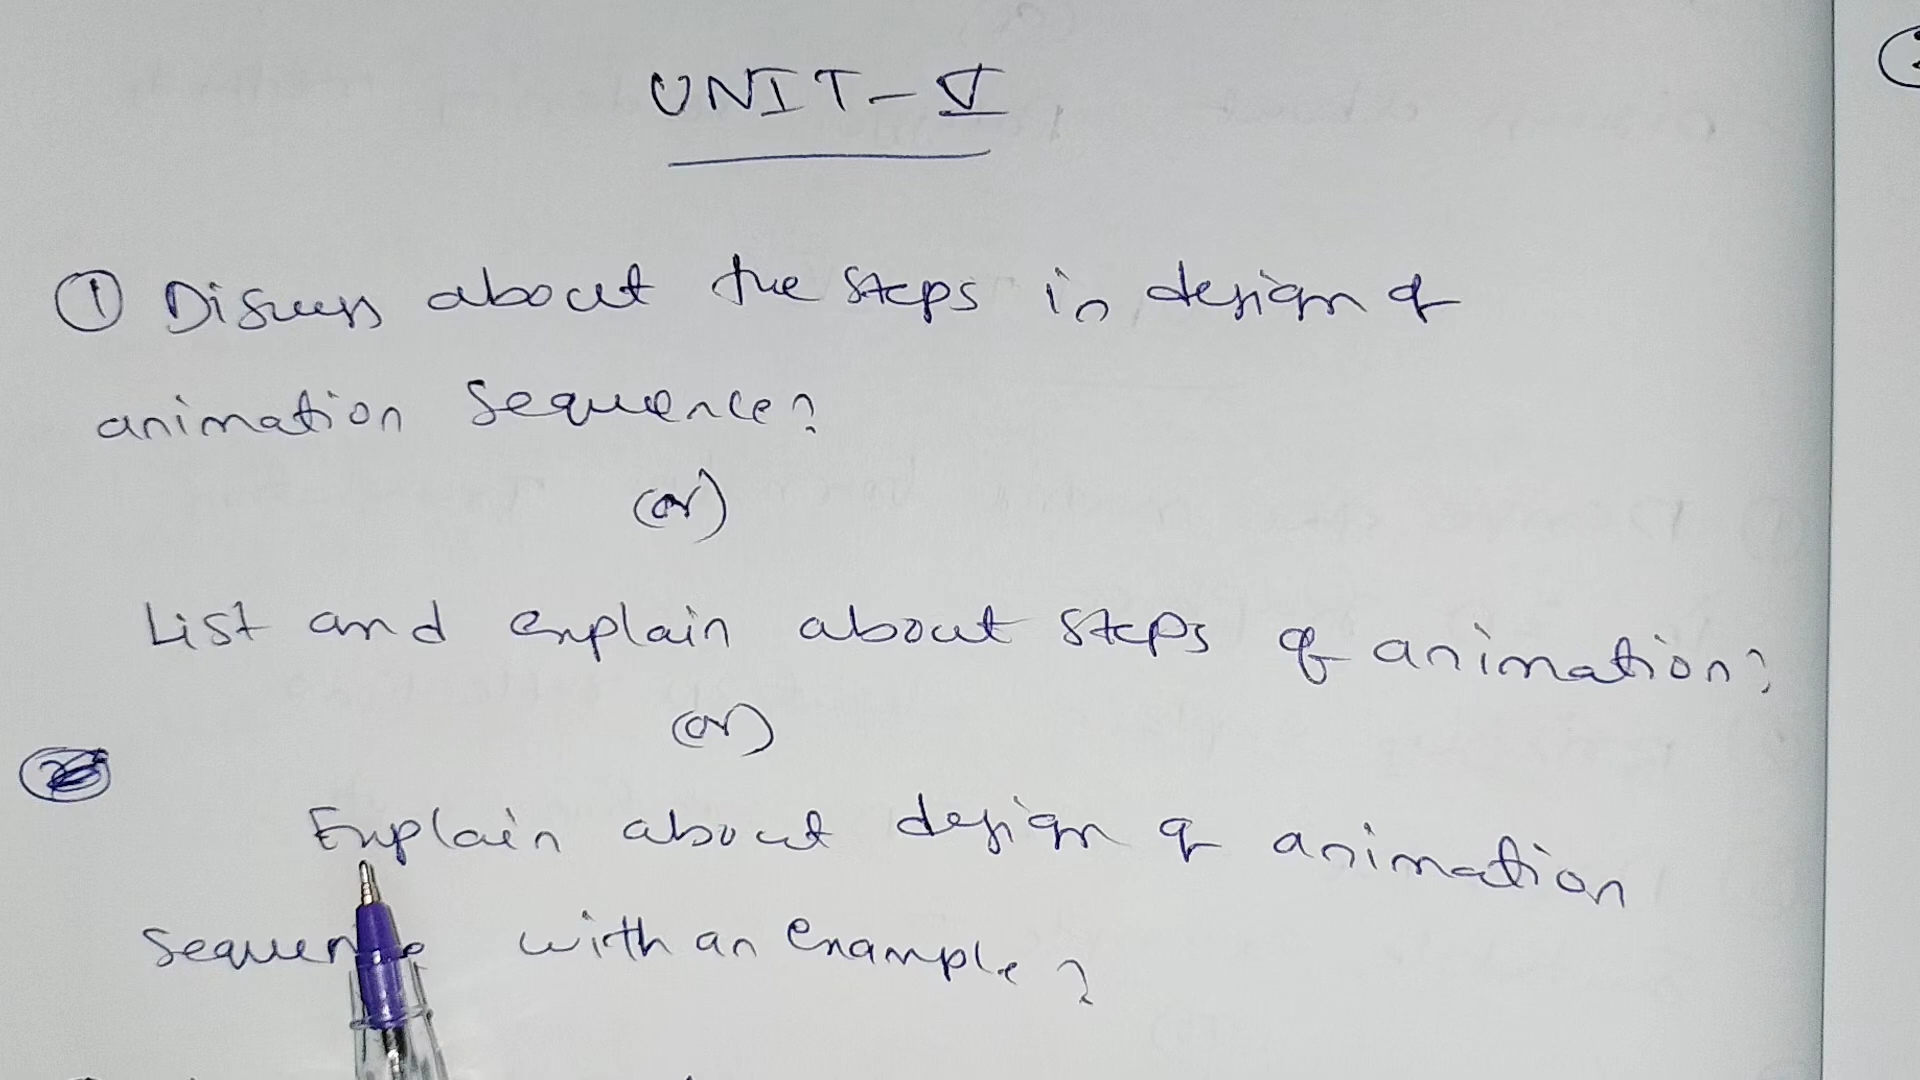 UNIT-V
① Discuss about the steps in design of
animation sequence?
(or)
List and explain about steps of animation?
(or)
Explain about design of animation
sequence with an example?